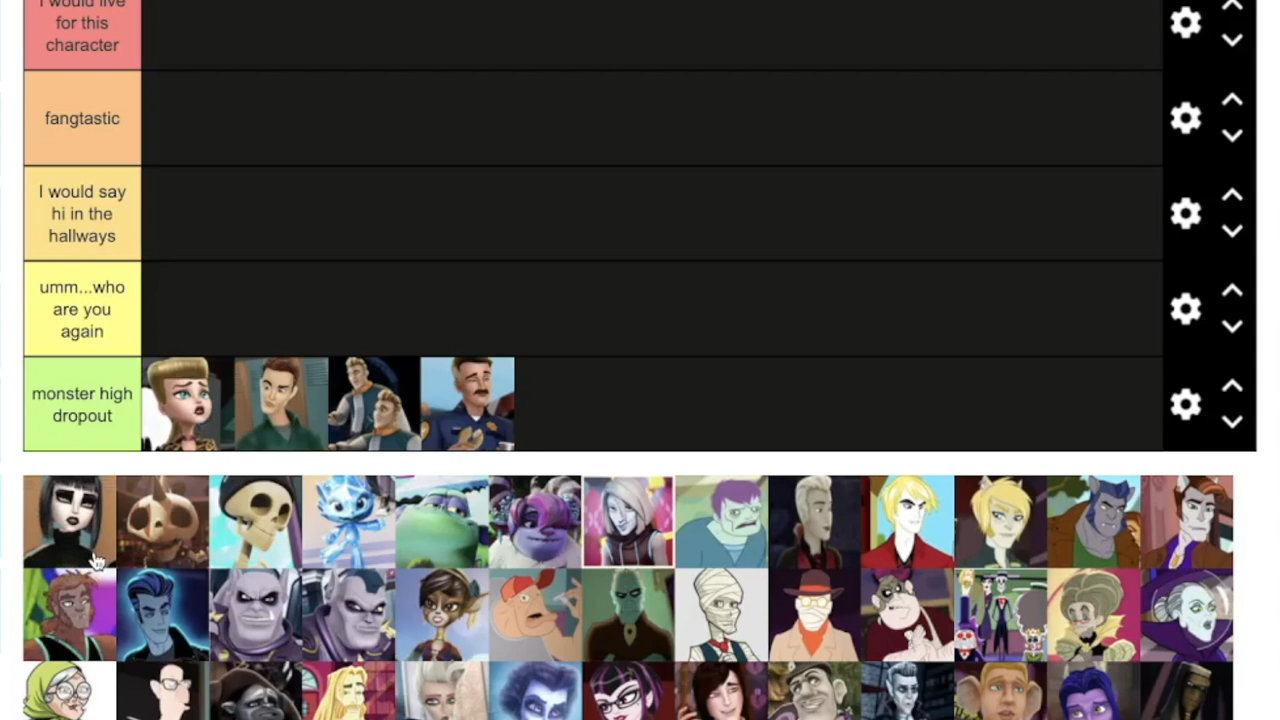 I would live
for this
character
fangtastic
I would say
hi in the
hallways
umm...who
are you
again
monster high
dropout